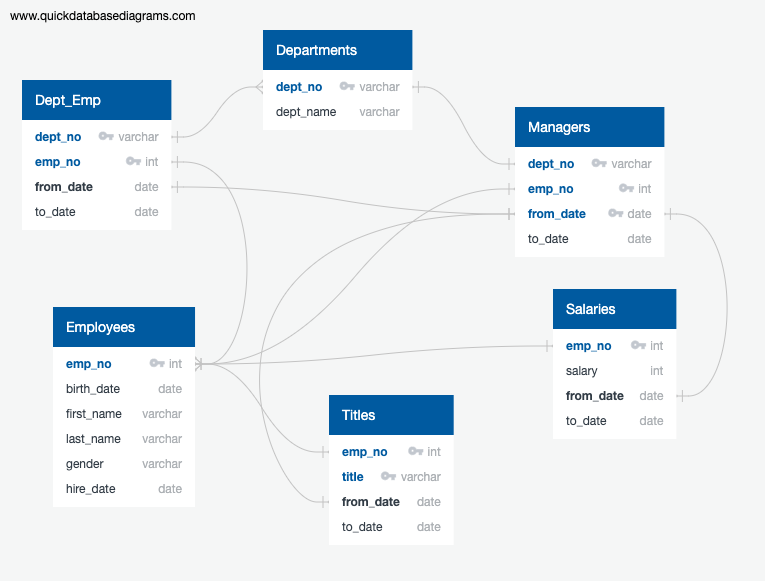 www.quickdatabasediagrams.com
Departments
dept_no varchar
dept_name varchar
Dept_Emp
dept_no varchar
emp_no int
from_date date
to_date date
Managers
dept_no varchar
emp_no int
from_date date
to_date date
Employees
emp_no int
birth_date date
first_name varchar
last_name varchar
gender varchar
hire_date date
Salaries
emp_no int
salary int
from_date date
to_date date
Titles
emp_no int
title varchar
from_date date
to_date date